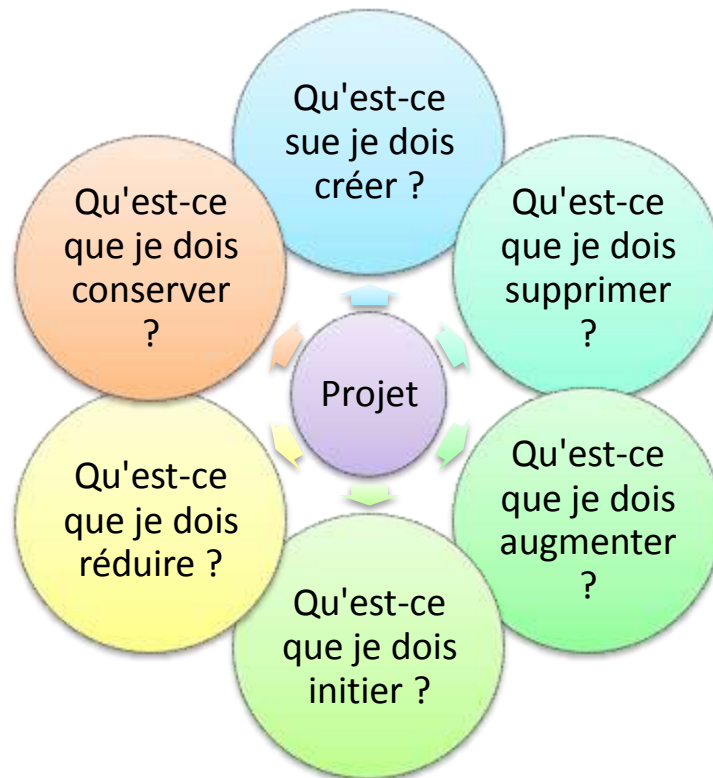 Qu'est-ce
sue je dois
créer ?
Qu'est-ce
que je dois
supprimer
?
Qu'est-ce
que je dois
augmenter
?
Qu'est-ce
que je dois
initier ?
Qu'est-ce
que je dois
réduire ?
Qu'est-ce
que je dois
conserver
?
Projet